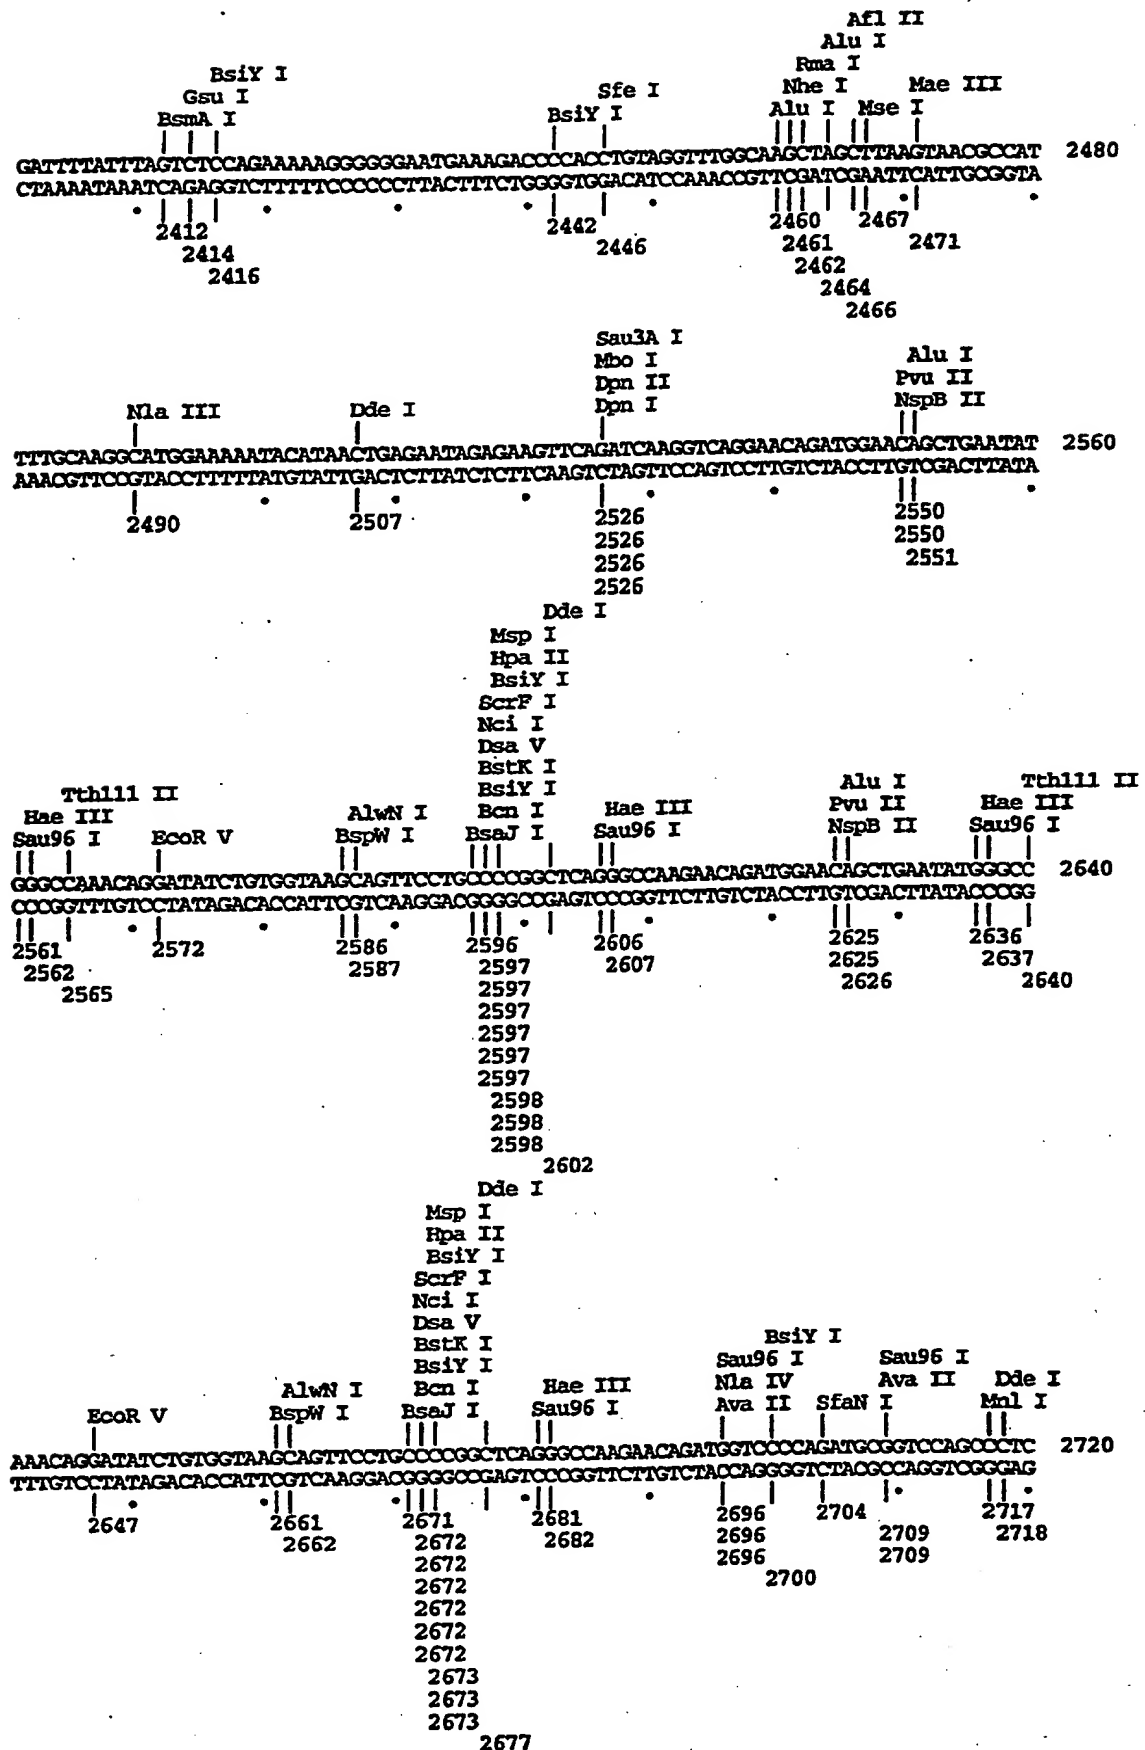 Afl II
Alu I
BsiY I Rma I
Gsu I Sfe I Nhe I Mae III
BsmA I BsiY I Alu I Mse I
GATTTTATTTAGTCTCCAGAAAAAGGGGGGAATGAAAGACCCCACCTGTAGGTTTGGCAAGCTAGCTTAAGTAACGCCAT 2480
CTAAAATAAATCAGAGGTCTTTTTCCCCCCTTACTTTCTGGGGTGGACATCCAAACCGTTCGATCGAATTCATTGCGGTA
2412 2442 2460 2467
2414 2446 2461 2471
2416 2462
2464
2466
Sau3A I
Mbo I Alu I
Dpn II Pvu II
Nla III Dde I Dpn I NspB II
TTTGCAAGGCATGGAAAAATACATAACTGAGAATAGAGAAGTTCAGATCAAGGTCAGGAACAGATGGAACAGCTGAATAT 2560
AAACGTTCCGTACCTTTTTATGTATTGACTCTTATCTCTTCAAGTCTAGTTCCAGTCCTTGTCTACCTTGTCGACTTATA
2490 2507 2526 2550
2526 2550
2526 2551
2526
Dde I
Msp I
Hpa II
BsiY I
ScrF I
Nci I
Dsa V
BstK I
Tth111 II BsiY I Alu I Tth111 II
Hae III AlwN I Bcn I Hae III Pvu II Hae III
Sau96 I EcoR V BspW I BsaJ I Sau96 I NspB II Sau96 I
GGGCCAAACAGGATATCTGTGGTAAGCAGTTCCTGCCCCGGCTCAGGGCCAAGAACAGATGGAACAGCTGAATATGGGCC 2640
CCCGGTTTGTCCTATAGACACCATTCGTCAAGGACGGGGCCGAGTCCCGGTTCTTGTCTACCTTGTCGACTTATACCCGG
2561 2572 2586 2596 2606 2625 2636
2562 2587 2597 2607 2625 2637
2565 2597 2626 2640
2597
2597
2597
2597
2598
2598
2598
2602
Dde I
Msp I
Hpa II
BsiY I
ScrF I
Nci I
Dsa V
BstK I BsiY I
BsiY I Sau96 I Sau96 I
AlwN I Bcn I Hae III Nla IV Ava II Dde I
EcoR V BspW I BsaJ I Sau96 I Ava II SfaN I Mnl I
AAACAGGATATCTGTGGTAAGCAGTTCCTGCCCCGGCTCAGGGCCAAGAACAGATGGTCCCCAGATGCGGTCCAGCCCTC 2720
TTTGTCCTATAGACACCATTCGTCAAGGACGGGGCCGAGTCCCGGTTCTTGTCTACCAGGGGTCTACGCCAGGTCGGGAG
2647 2661 2671 2681 2696 2704 2717
2662 2672 2682 2696 2709 2718
2672 2696 2709
2672 2700
2672
2672
2672
2673
2673
2673
2677